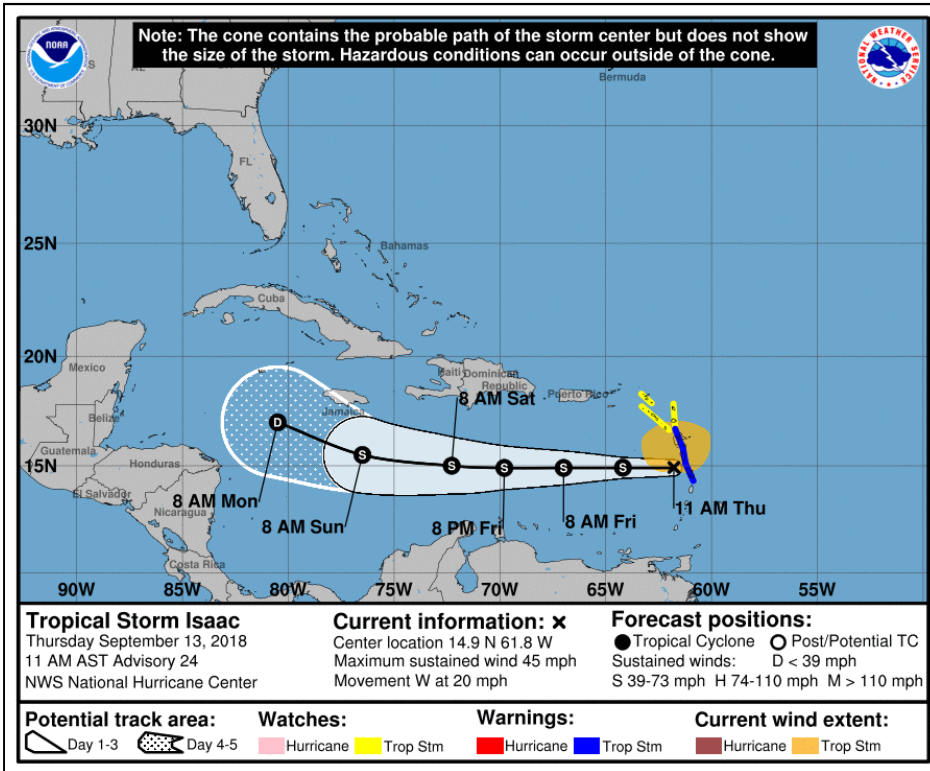 Note: The cone contains the probable path of the storm center but does not show
the size of the storm. Hazardous conditions can occur outside of the cone.
NOAA
NATIONAL WEATHER SERVICE
AL
Bermuda
30N
FL
25N
Bahamas
Cuba
20N
Mexico
Haiti
Dominican
Republic
Puerto Rico
8 AM Sat
Jamaica
Belize
D
Guatemala
Honduras
15N
S S S S S
8 AM Mon
11 AM Thu
El Salvador
Nicaragua
8 AM Sun
8 PM Fri
8 AM Fri
Costa Rica
90W 85W 80W 75W 70W 65W 60W 55W
Tropical Storm Isaac
Thursday September 13, 2018
11 AM AST Advisory 24
NWS National Hurricane Center
Current information: ×
Center location 14.9 N 61.8 W
Maximum sustained wind 45 mph
Movement W at 20 mph
Forecast positions:
Tropical Cyclone Post/Potential TC
Sustained winds: D < 39 mph
S 39-73 mph H 74-110 mph M > 110 mph
Potential track area:
Day 1-3 Day 4-5
Watches:
Hurricane Trop Stm
Warnings:
Hurricane Trop Stm
Current wind extent:
Hurricane Trop Stm